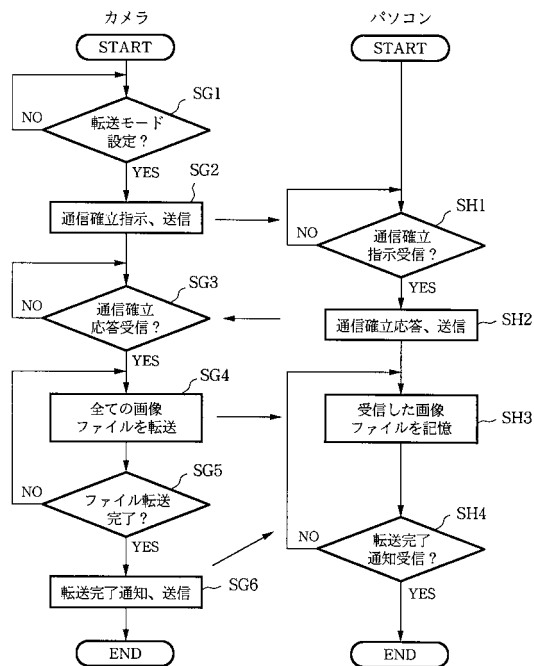 カメラ
START
SG1
転送モード
設定？
NO
YES
SG2
通信確立指示、送信
SG3
通信確立
応答受信？
NO
YES
SG4
全ての画像
ファイルを転送
SG5
ファイル転送
完了？
NO
YES
転送完了通知、送信
SG6
END
パソコン
START
SH1
通信確立
指示受信？
NO
YES
通信確立応答、送信
SH2
受信した画像
ファイルを記憶
SH3
SH4
転送完了
通知受信？
NO
YES
END